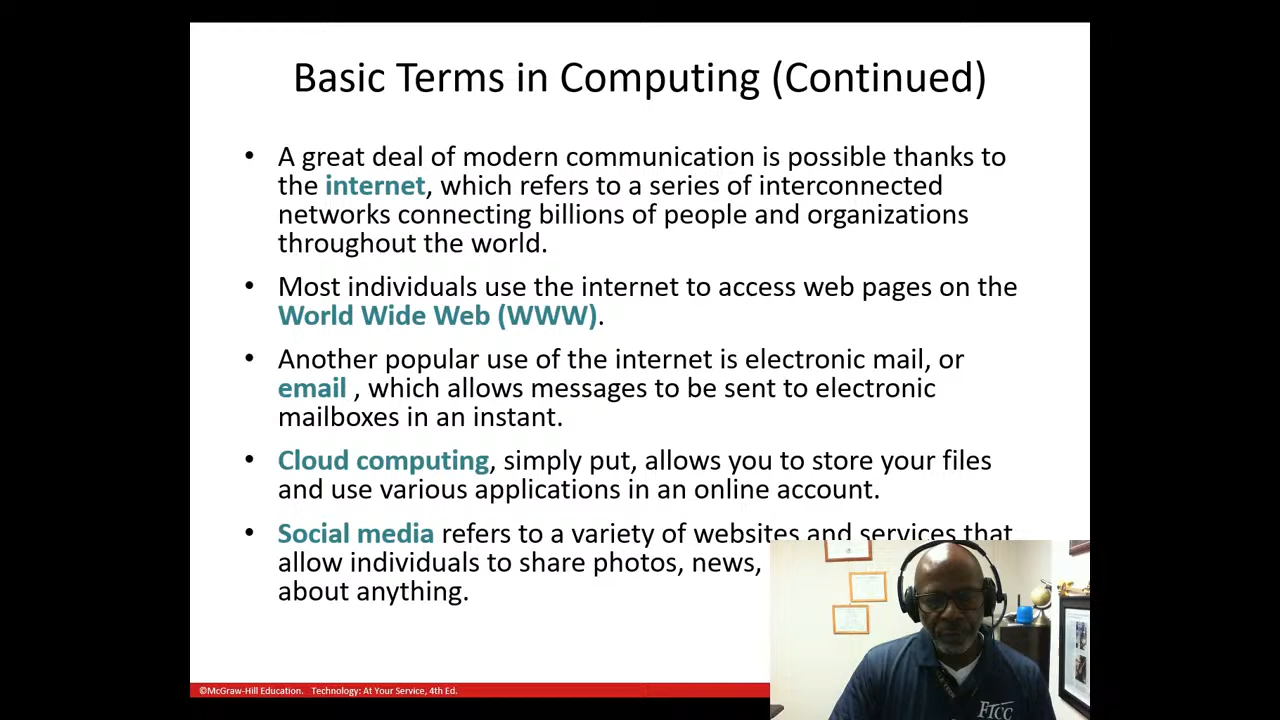 Basic Terms in Computing (Continued)
• A great deal of modern communication is possible thanks to
the internet, which refers to a series of interconnected
networks connecting billions of people and organizations
throughout the world.
• Most individuals use the internet to access web pages on the
World Wide Web (WWW).
• Another popular use of the internet is electronic mail, or
email , which allows messages to be sent to electronic
mailboxes in an instant.
• Cloud computing, simply put, allows you to store your files
and use various applications in an online account.
• Social media refers to a variety of websites and services that
allow individuals to share photos, news,
about anything.
©McGraw-Hill Education. Technology: At Your Service, 4th Ed.
FTCC